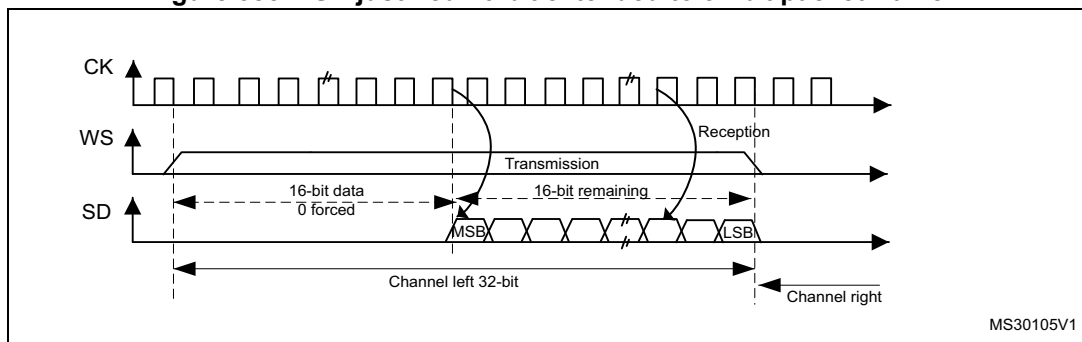 CK
Reception
WS
Transmission
16-bit data
0 forced
16-bit remaining
SD
MSB
LSB
Channel left 32-bit
Channel right
MS30105V1